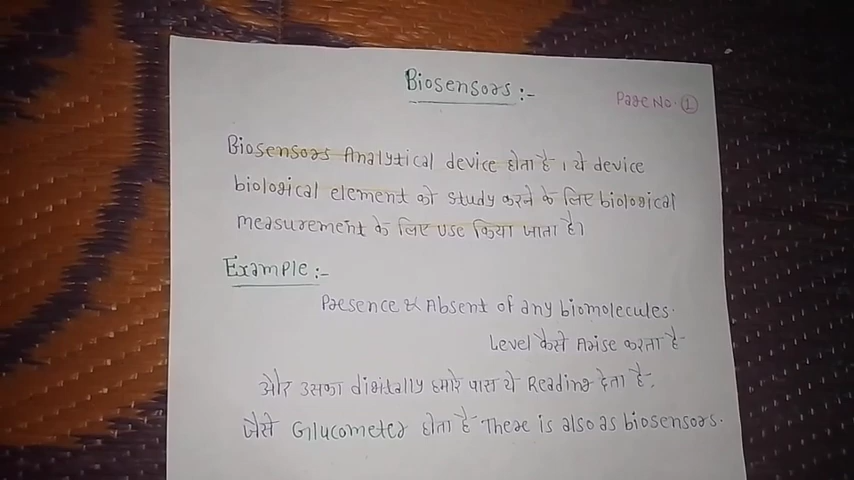 Biosensors :-
Page No. 1
Biosensors Analytical device होता है। ये device
biological element को study करने के लिए biological
measurement के लिए use किया जाता है।
Example :-
Presence & Absent of any biomolecules.
Level कैसे Arise करता है
और उसका digitally हमारे पास ये Reading देता है.
जैसे Glucometer होता है There is also as biosensors.